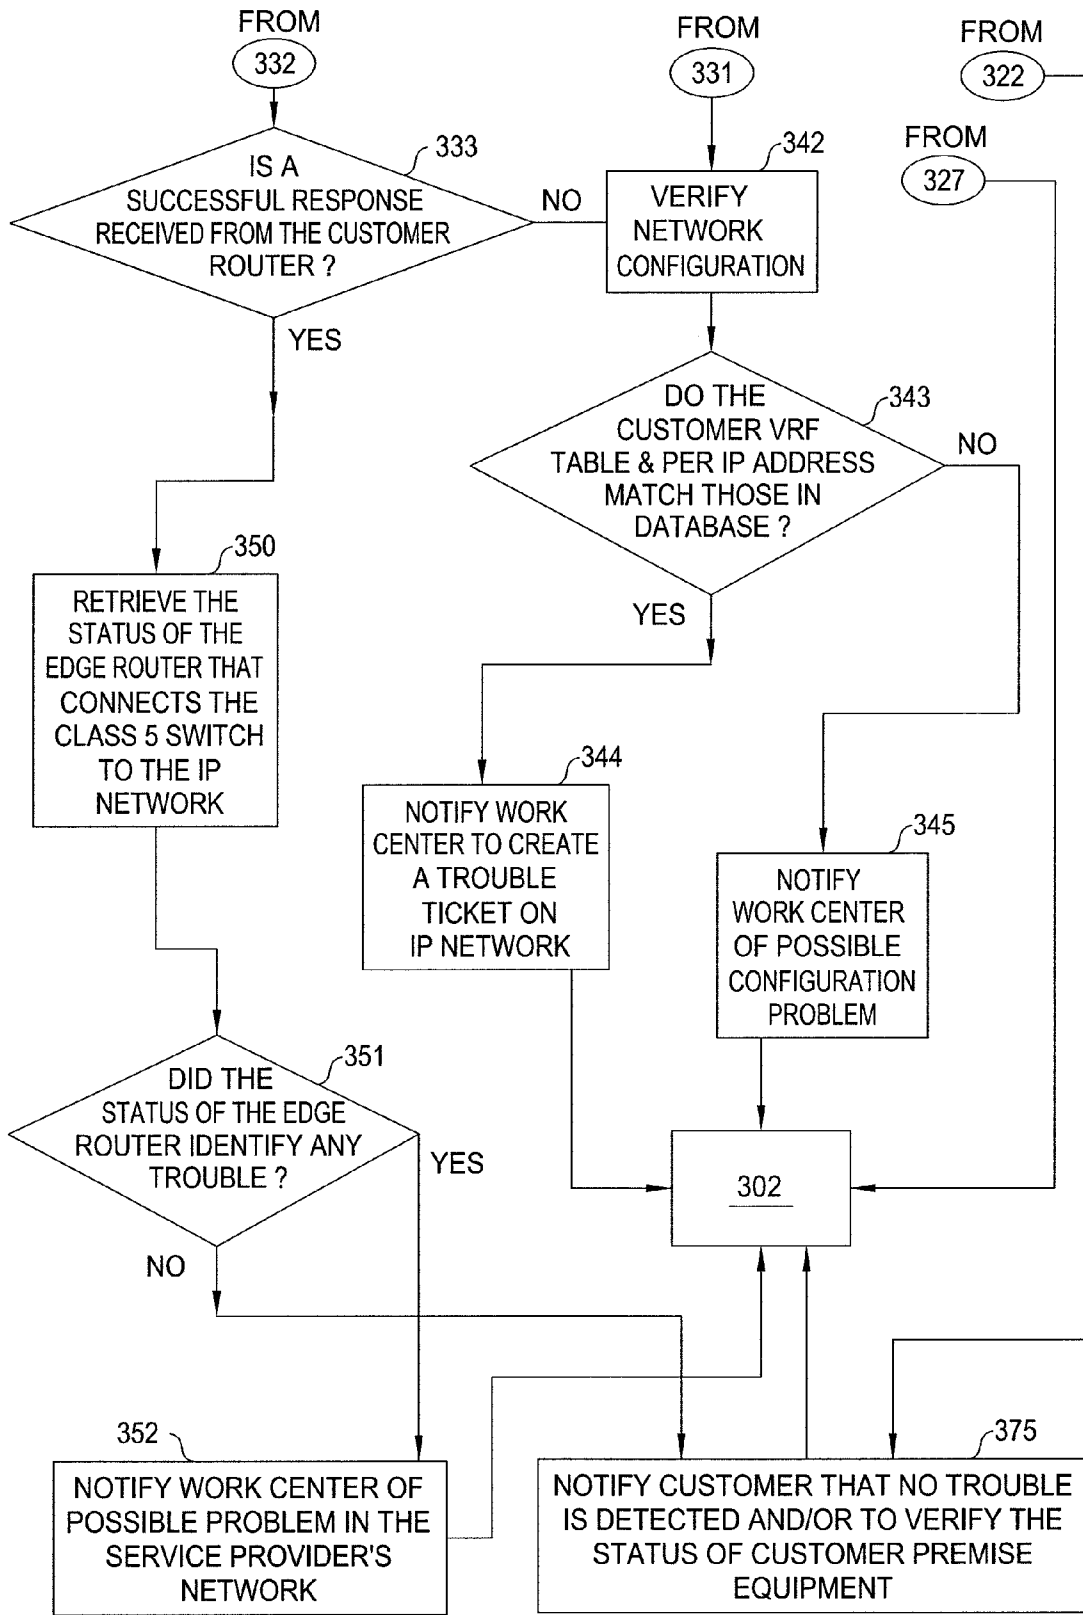 FROM
332
FROM
331
FROM
322
FROM
327
333
IS A
SUCCESSFUL RESPONSE
RECEIVED FROM THE CUSTOMER
ROUTER ?
NO
YES
342
VERIFY
NETWORK
CONFIGURATION
343
DO THE
CUSTOMER VRF
TABLE & PER IP ADDRESS
MATCH THOSE IN
DATABASE ?
NO
YES
350
RETRIEVE THE
STATUS OF THE
EDGE ROUTER THAT
CONNECTS THE
CLASS 5 SWITCH
TO THE IP
NETWORK
344
NOTIFY WORK
CENTER TO CREATE
A TROUBLE
TICKET ON
IP NETWORK
345
NOTIFY
WORK CENTER
OF POSSIBLE
CONFIGURATION
PROBLEM
351
DID THE
STATUS OF THE EDGE
ROUTER IDENTIFY ANY
TROUBLE ?
YES
NO
302
352
NOTIFY WORK CENTER OF
POSSIBLE PROBLEM IN THE
SERVICE PROVIDER'S
NETWORK
375
NOTIFY CUSTOMER THAT NO TROUBLE
IS DETECTED AND/OR TO VERIFY THE
STATUS OF CUSTOMER PREMISE
EQUIPMENT